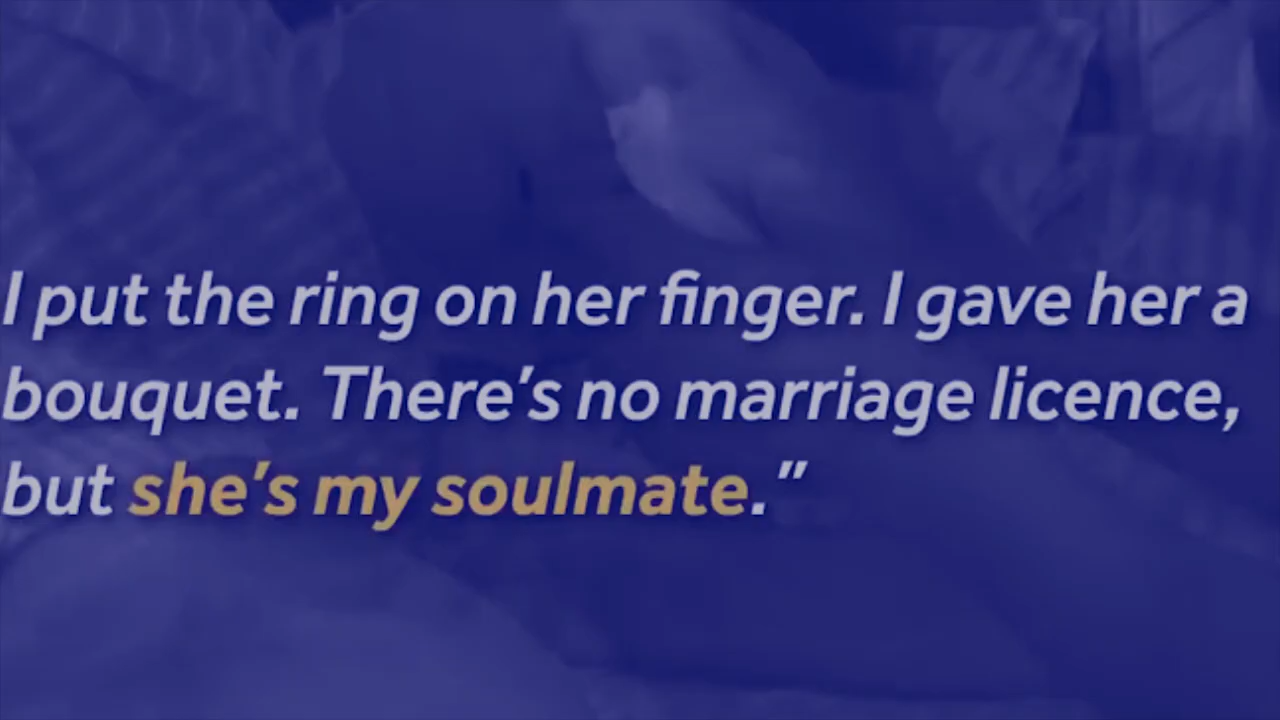 I put the ring on her finger. I gave her a
bouquet. There’s no marriage licence,
but she’s my soulmate.”